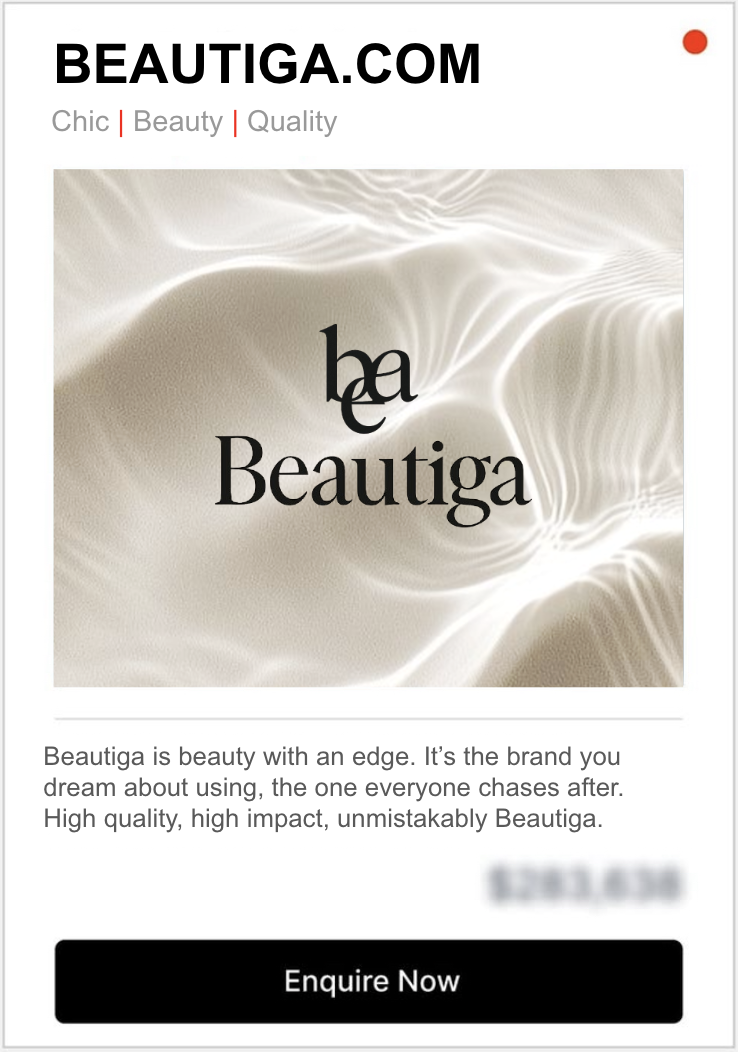 BEAUTIGA.COM
Chic | Beauty | Quality
bea
Beautiga
Beautiga is beauty with an edge. It’s the brand you
dream about using, the one everyone chases after.
High quality, high impact, unmistakably Beautiga.
Enquire Now